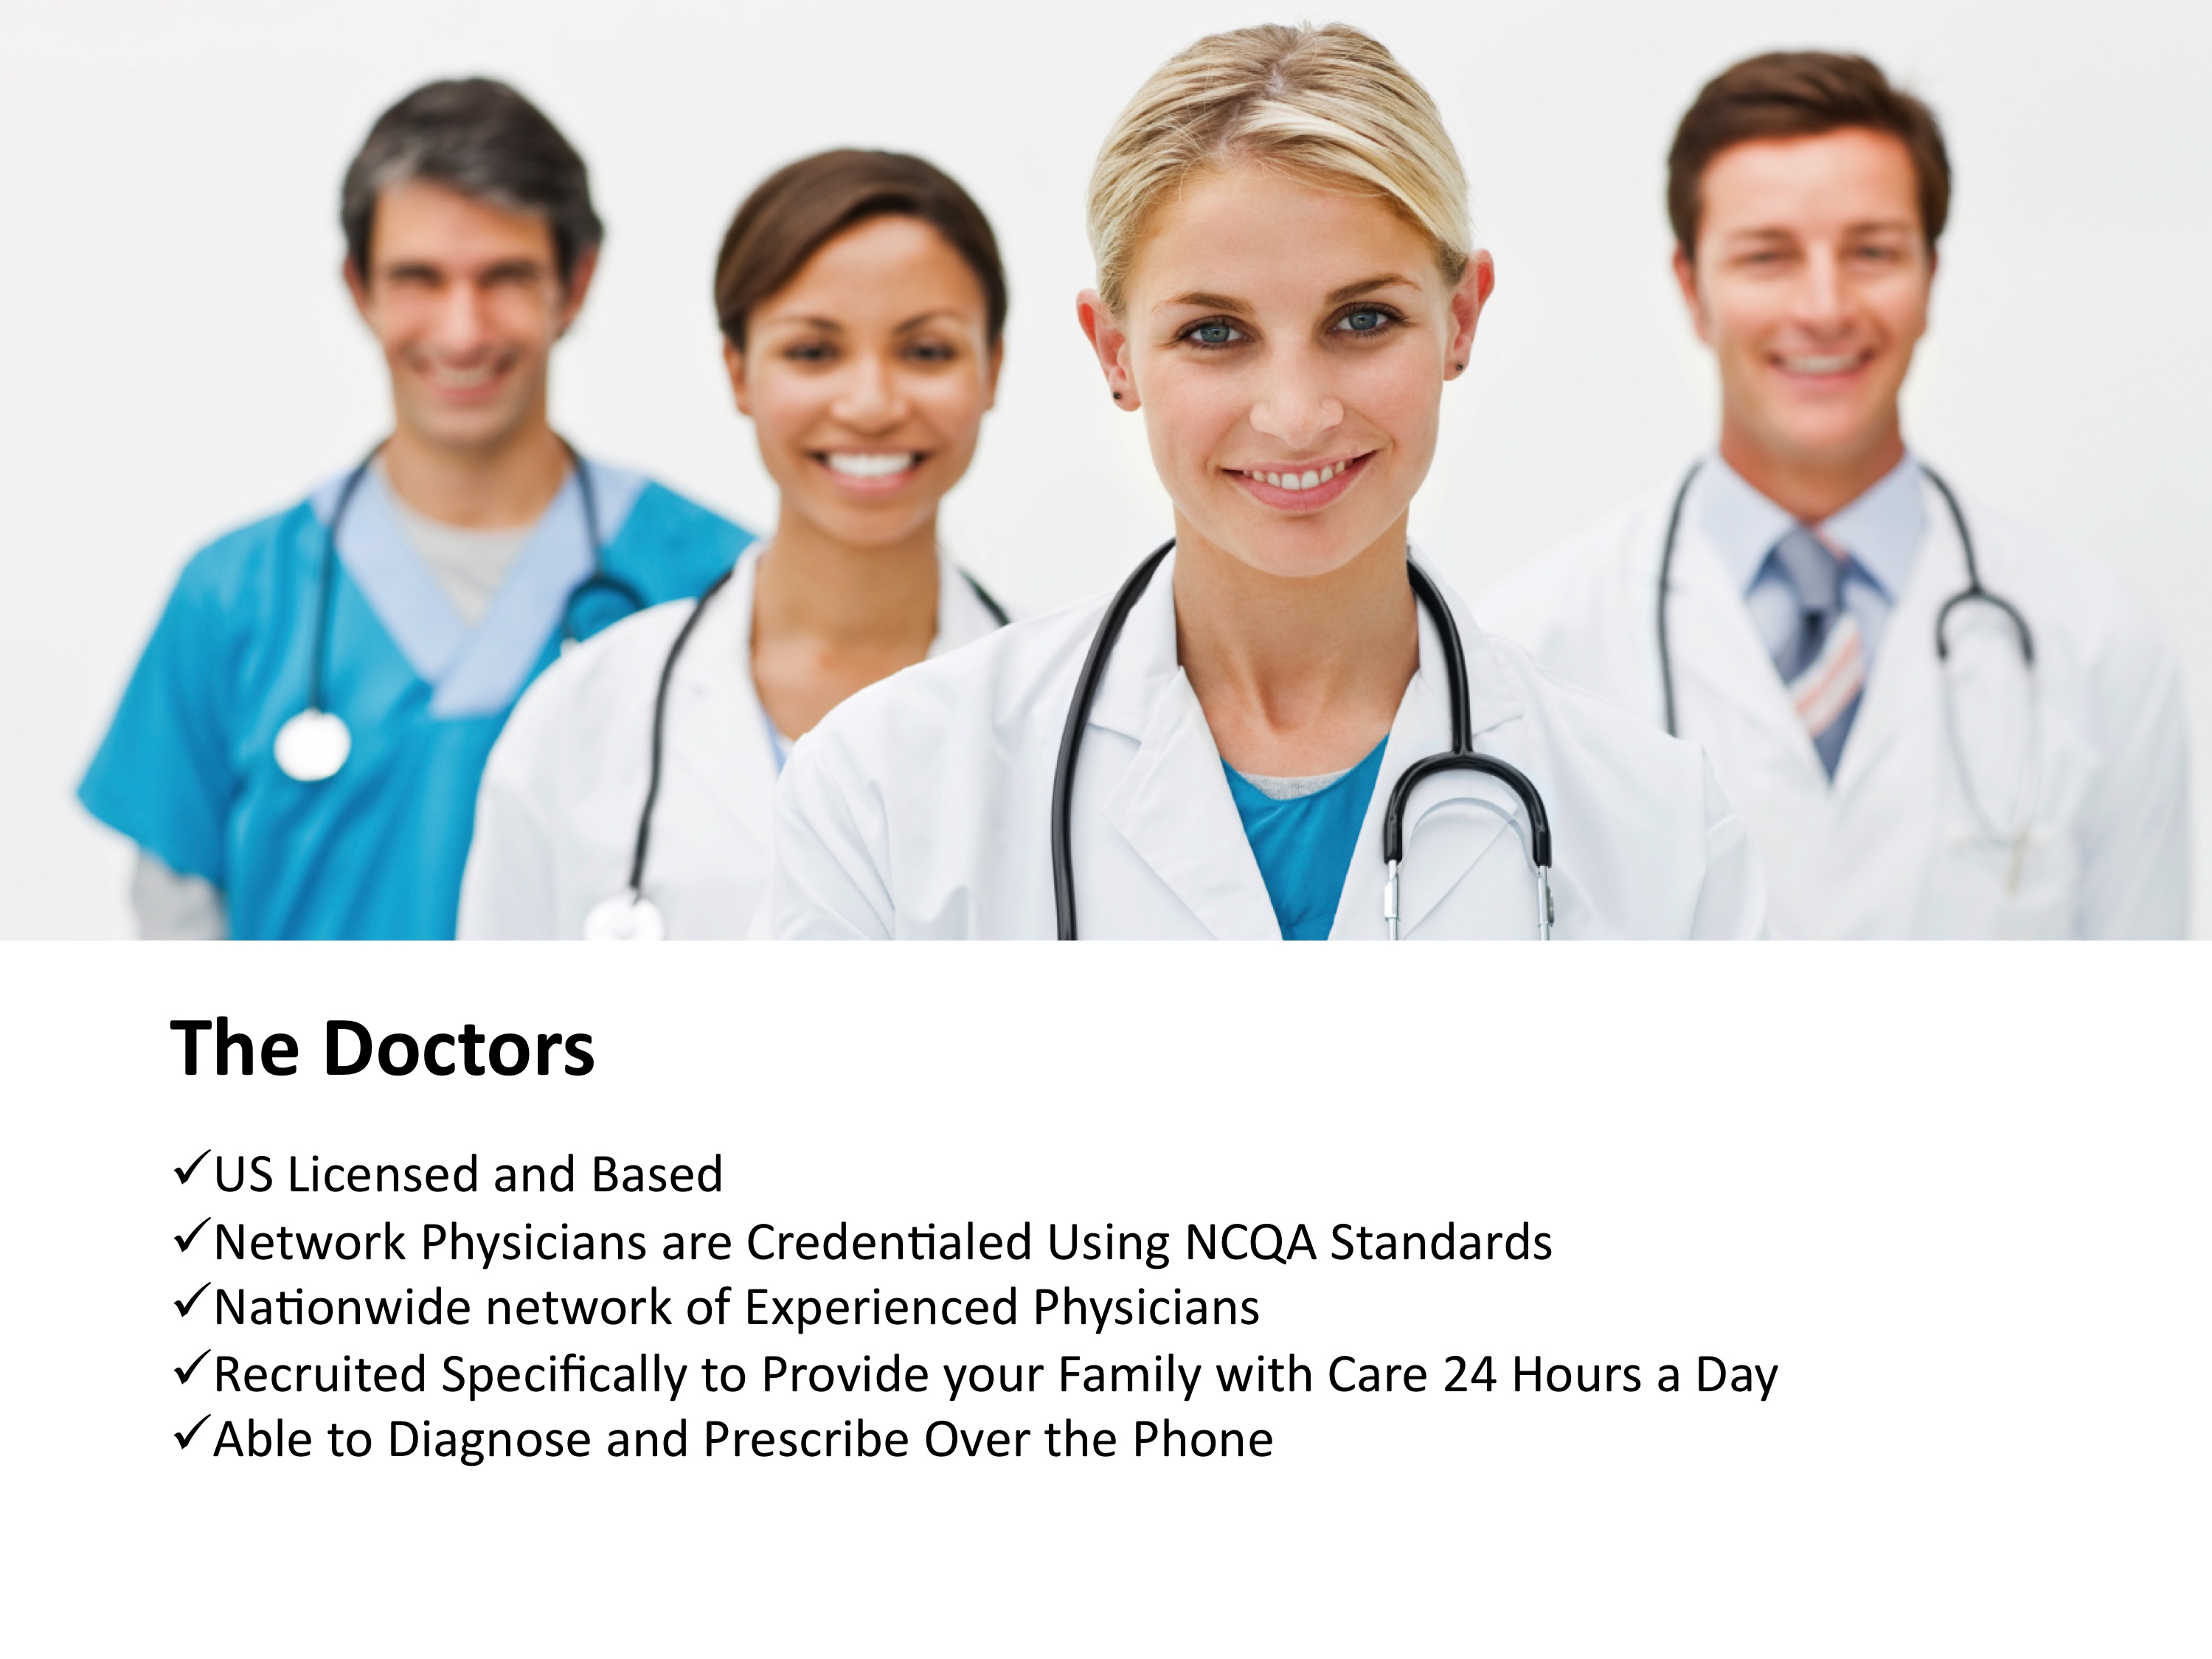 The Doctors
✓US Licensed and Based
✓Network Physicians are Credentialed Using NCQA Standards
✓Nationwide network of Experienced Physicians
✓Recruited Specifically to Provide your Family with Care 24 Hours a Day
✓Able to Diagnose and Prescribe Over the Phone